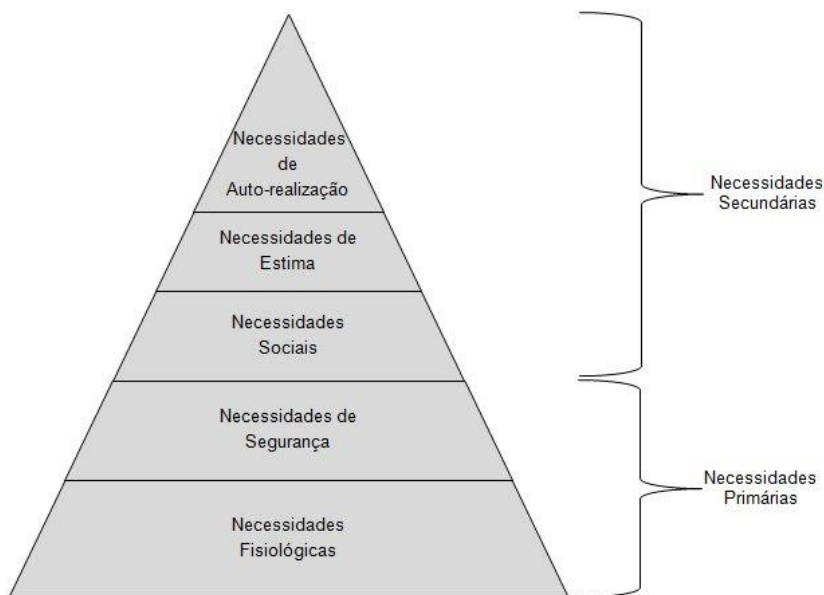 Necessidades
de
Auto-realização
Necessidades de
Estima
Necessidades
Sociais
Necessidades de
Segurança
Necessidades
Fisiológicas
Necessidades
Secundárias
Necessidades
Primárias